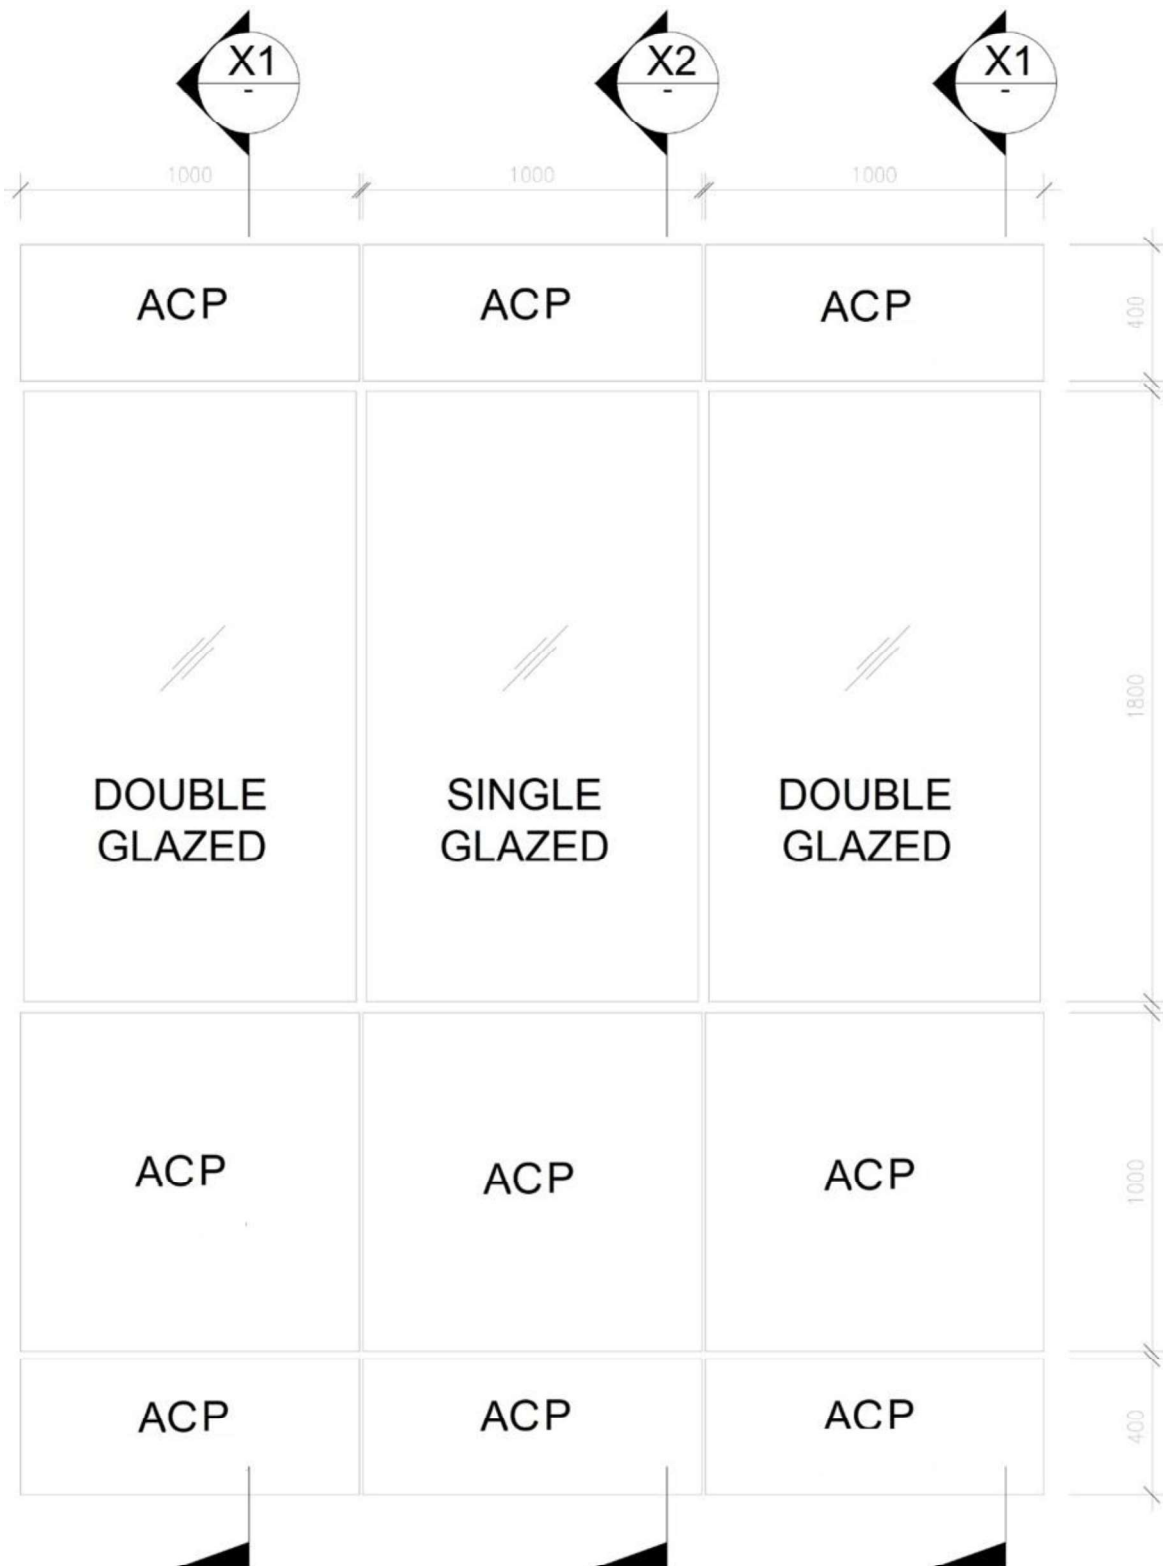 X1
-
X2
-
X1
-
1000
1000
1000
ACP
ACP
ACP
400
DOUBLE
GLAZED
SINGLE
GLAZED
DOUBLE
GLAZED
1800
ACP
ACP
ACP
1000
ACP
ACP
ACP
400